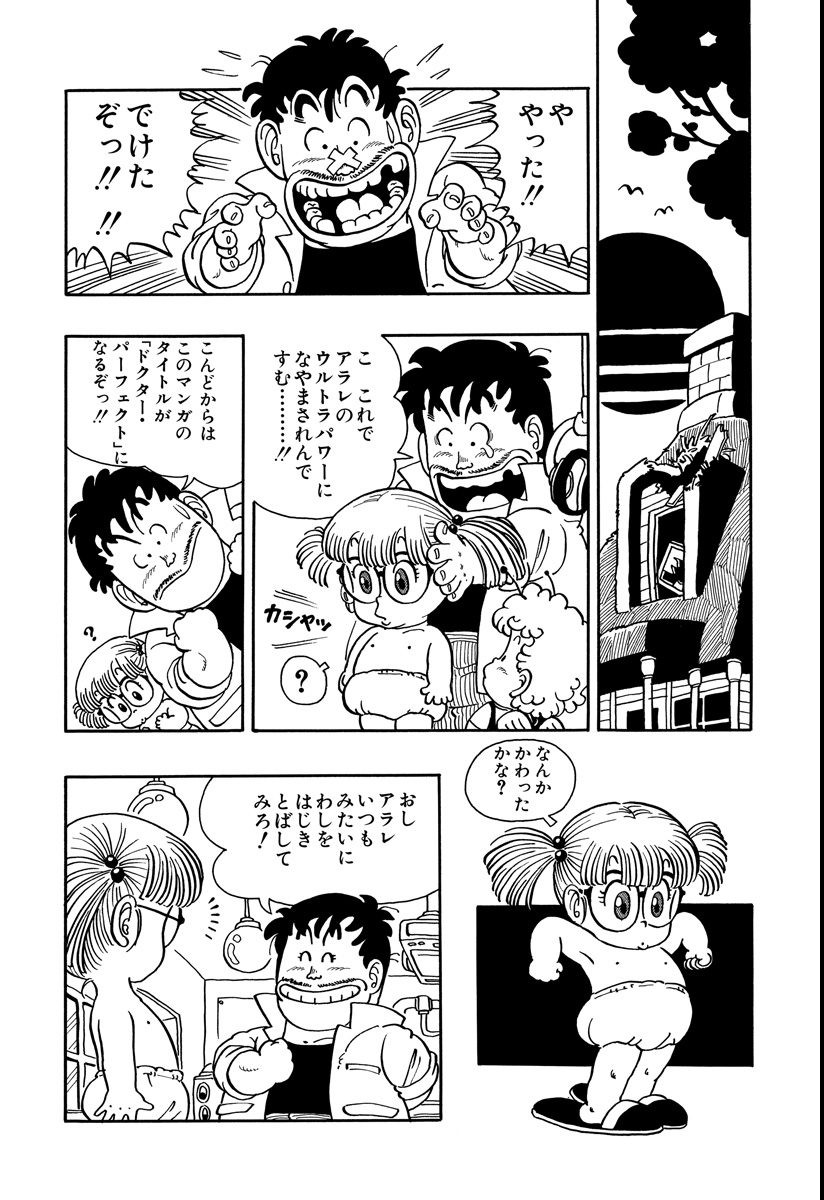 や
やった!!
でけた
ぞっ!! !!
こ これで
アラレの
ウルトラパワーに
なやまされんで
すむ………!!
カシャッ
?
こんどからは
このマンガの
タイトルが
「ドクター・
パーフェクト」に
なるぞっ!!
?
なんか
かわった
かな?
おし
アラレ
いつも
みたいに
わしを
はじき
とばして
みろ!